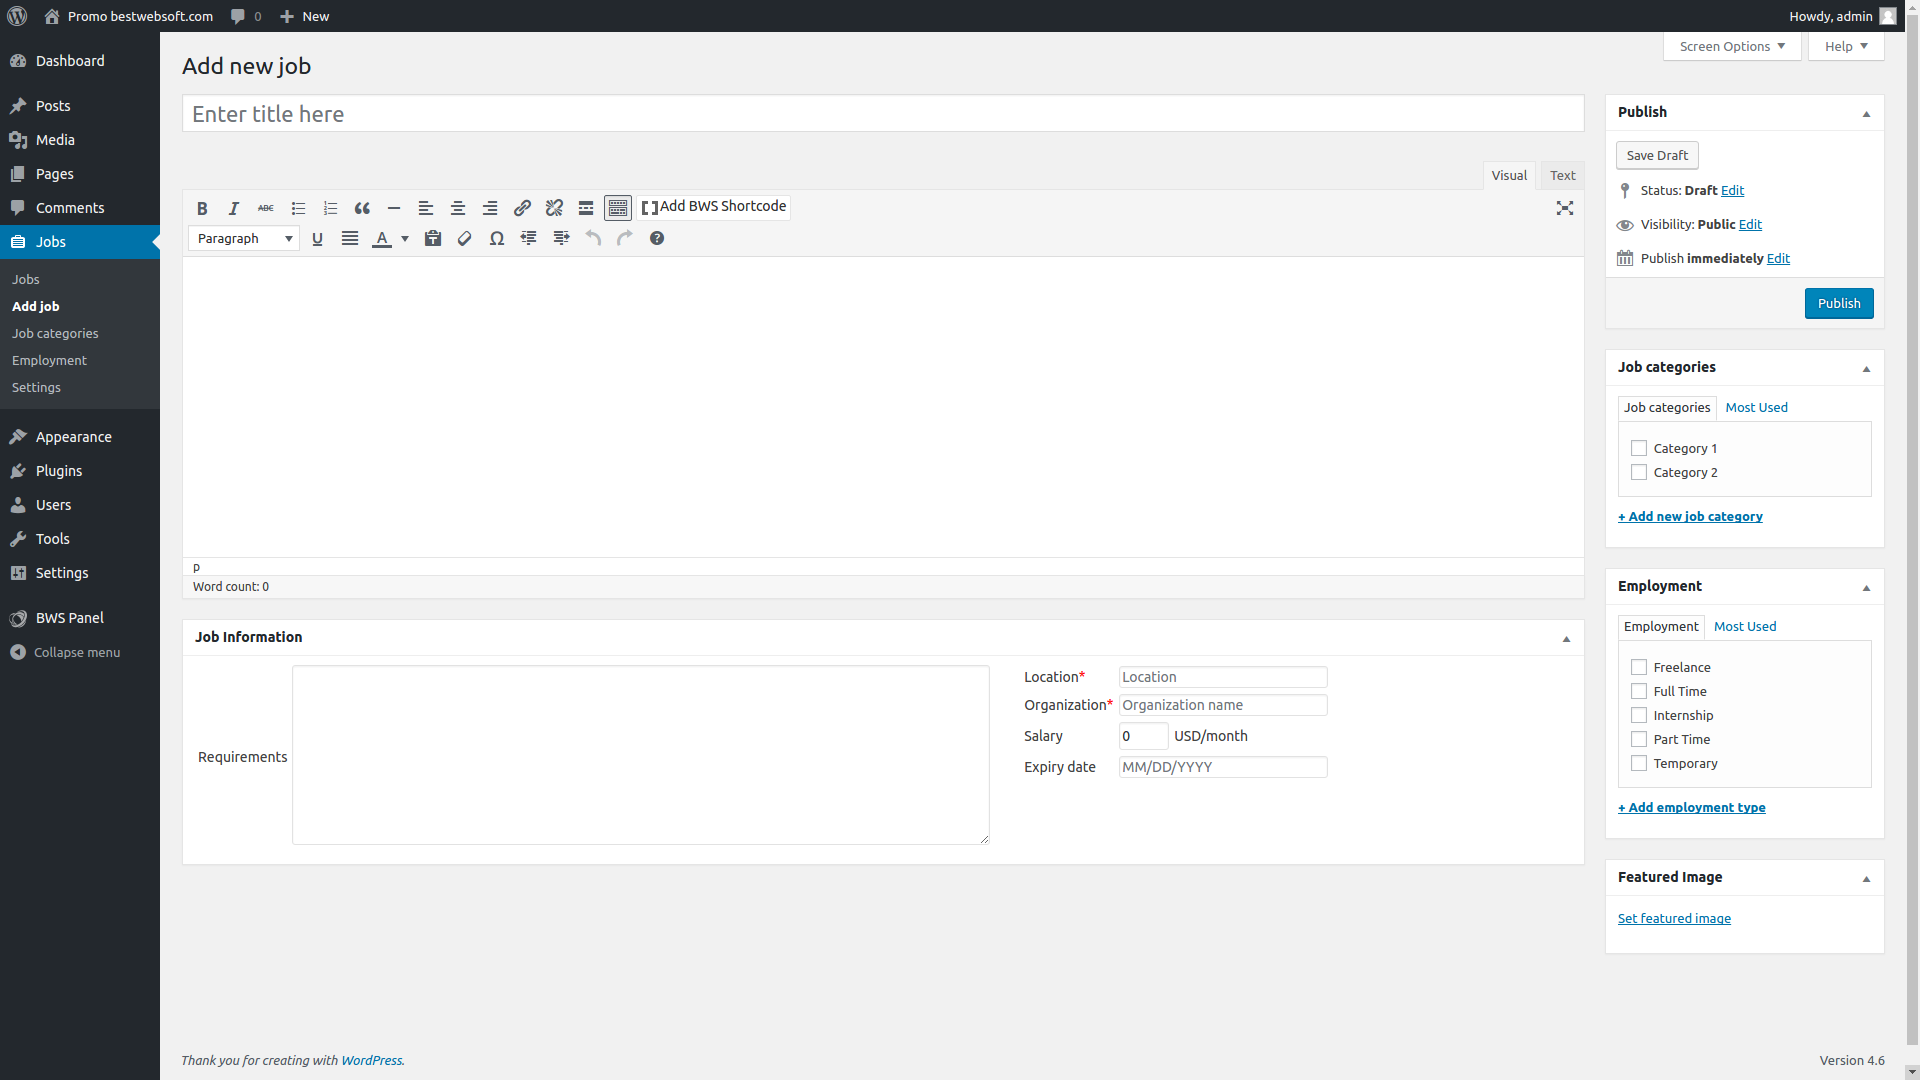 Promo bestwebsoft.com 0 New Howdy, admin
Screen Options Help
Dashboard
Posts
Media
Pages
Comments
Jobs
Jobs
Add job
Job categories
Employment
Settings
Appearance
Plugins
Users
Tools
Settings
BWS Panel
Collapse menu
Add new job
Enter title here
Visual Text
B I ABC Add BWS Shortcode
Paragraph U A Ω
p
Word count: 0
Job Information
Requirements
Location* Location
Organization* Organization name
Salary 0 USD/month
Expiry date MM/DD/YYYY
Publish
Save Draft
Status: Draft Edit
Visibility: Public Edit
Publish immediately Edit
Publish
Job categories
Job categories Most Used
Category 1
Category 2
+ Add new job category
Employment
Employment Most Used
Freelance
Full Time
Internship
Part Time
Temporary
+ Add employment type
Featured Image
Set featured image
Thank you for creating with WordPress. Version 4.6